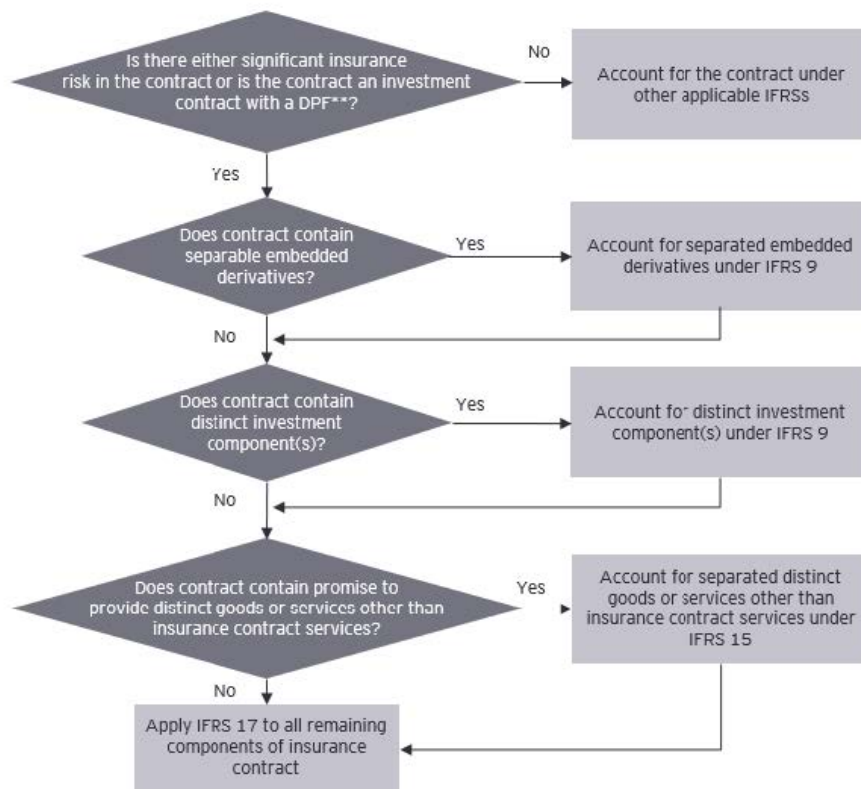 Is there either significant insurance
risk in the contract or is the contract an investment
contract with a DPF**?
No
Account for the contract under
other applicable IFRSs
Yes
Does contract contain
separable embedded
derivatives?
Yes
Account for separated embedded
derivatives under IFRS 9
No
Does contract contain
distinct investment
component(s)?
Yes
Account for distinct investment
component(s) under IFRS 9
No
Does contract contain promise to
provide distinct goods or services other than
insurance contract services?
Yes
Account for separated distinct
goods or services other than
insurance contract services under
IFRS 15
No
Apply IFRS 17 to all remaining
components of insurance
contract